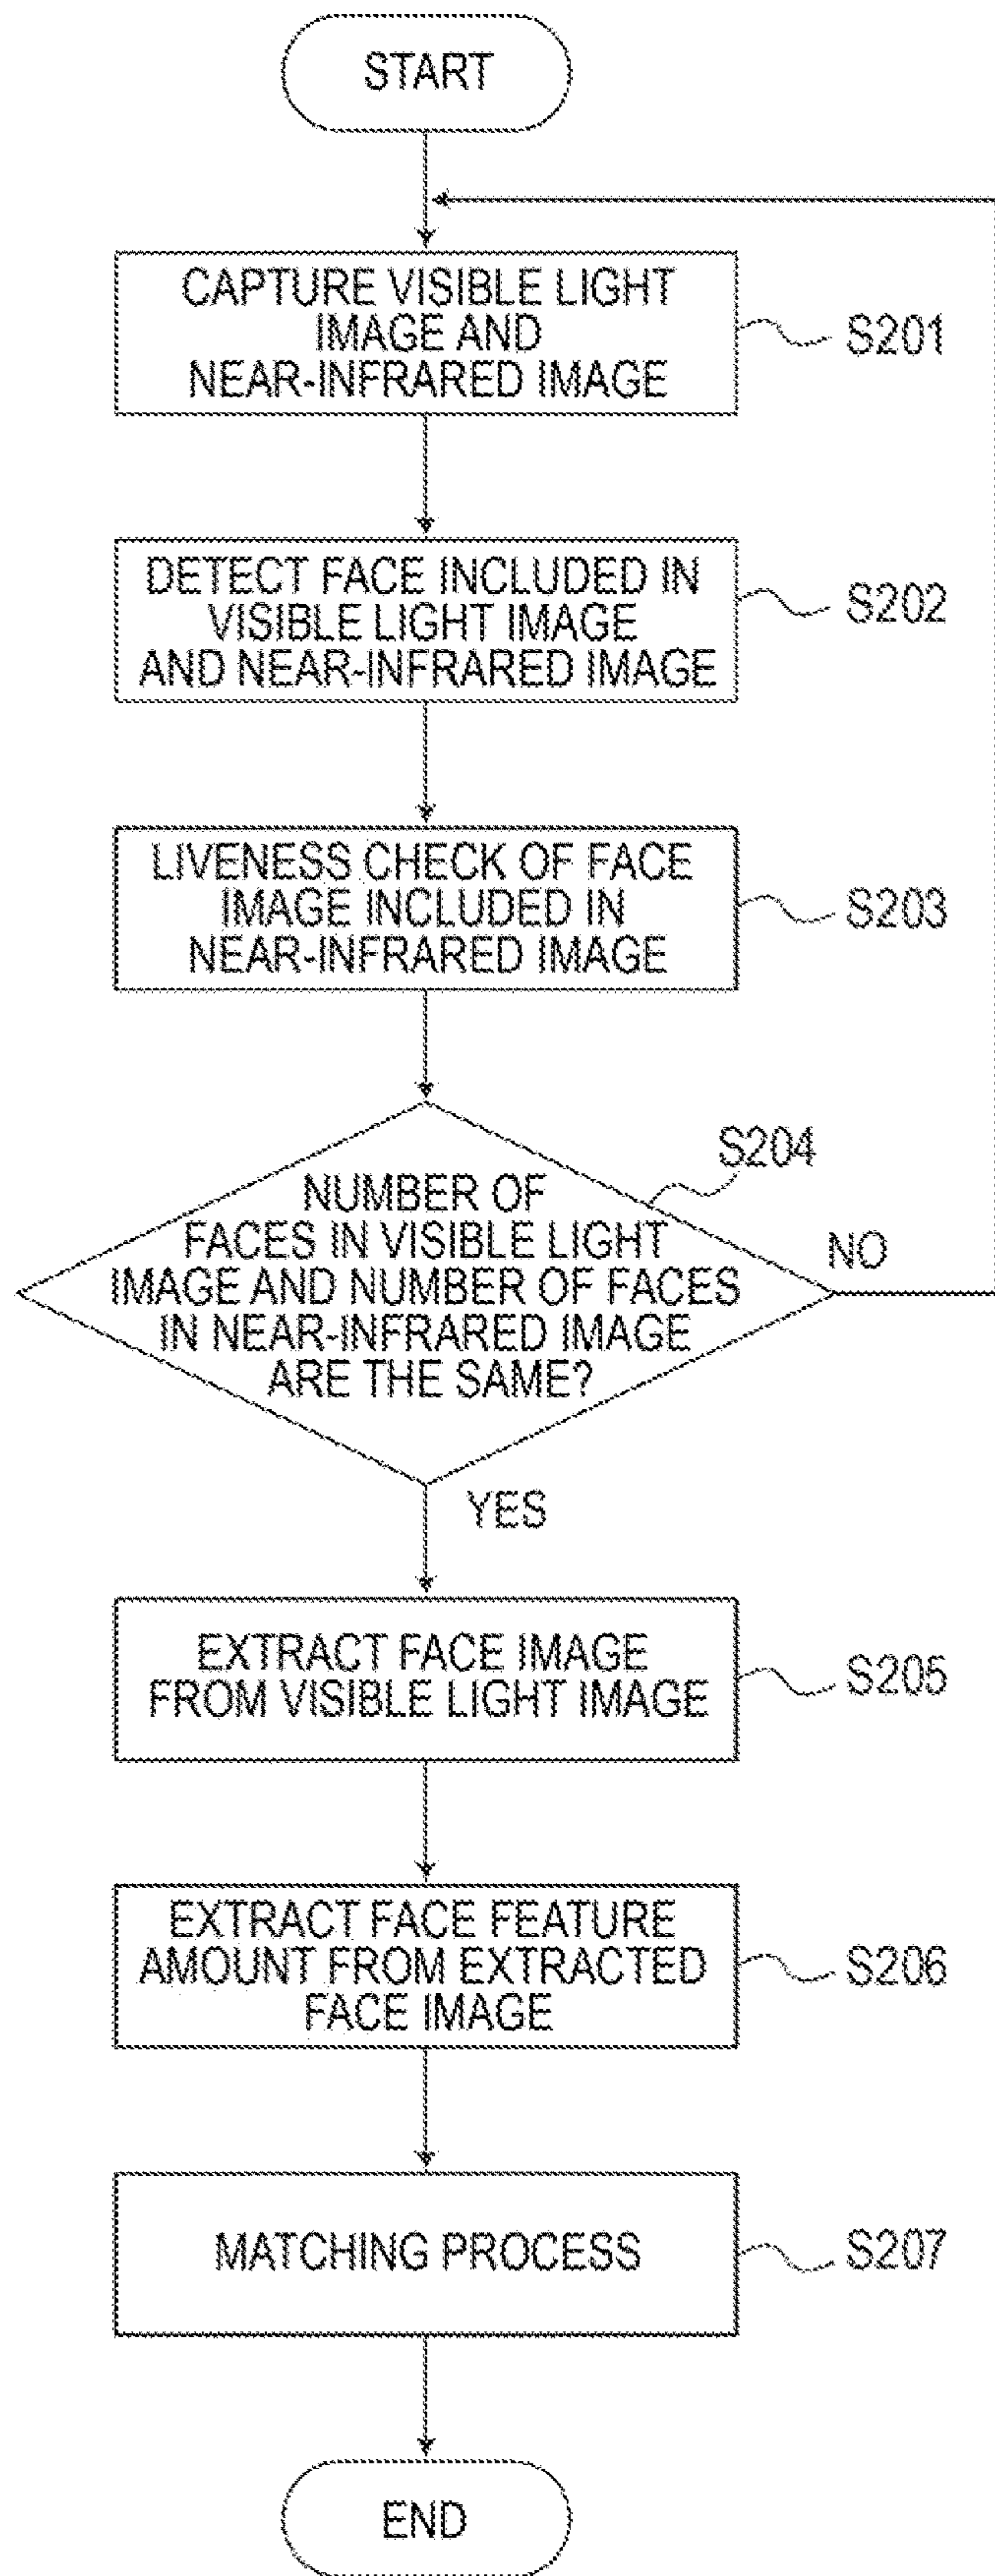 START
CAPTURE VISIBLE LIGHT
IMAGE AND
NEAR-INFRARED IMAGE
S201
DETECT FACE INCLUDED IN
VISIBLE LIGHT IMAGE
AND NEAR-INFRARED IMAGE
S202
LIVENESS CHECK OF FACE
IMAGE INCLUDED IN
NEAR-INFRARED IMAGE
S203
S204
NUMBER OF
FACES IN VISIBLE LIGHT
IMAGE AND NUMBER OF FACES
IN NEAR-INFRARED IMAGE
ARE THE SAME?
NO
YES
EXTRACT FACE IMAGE
FROM VISIBLE LIGHT IMAGE
S205
EXTRACT FACE FEATURE
AMOUNT FROM EXTRACTED
FACE IMAGE
S206
MATCHING PROCESS
S207
END